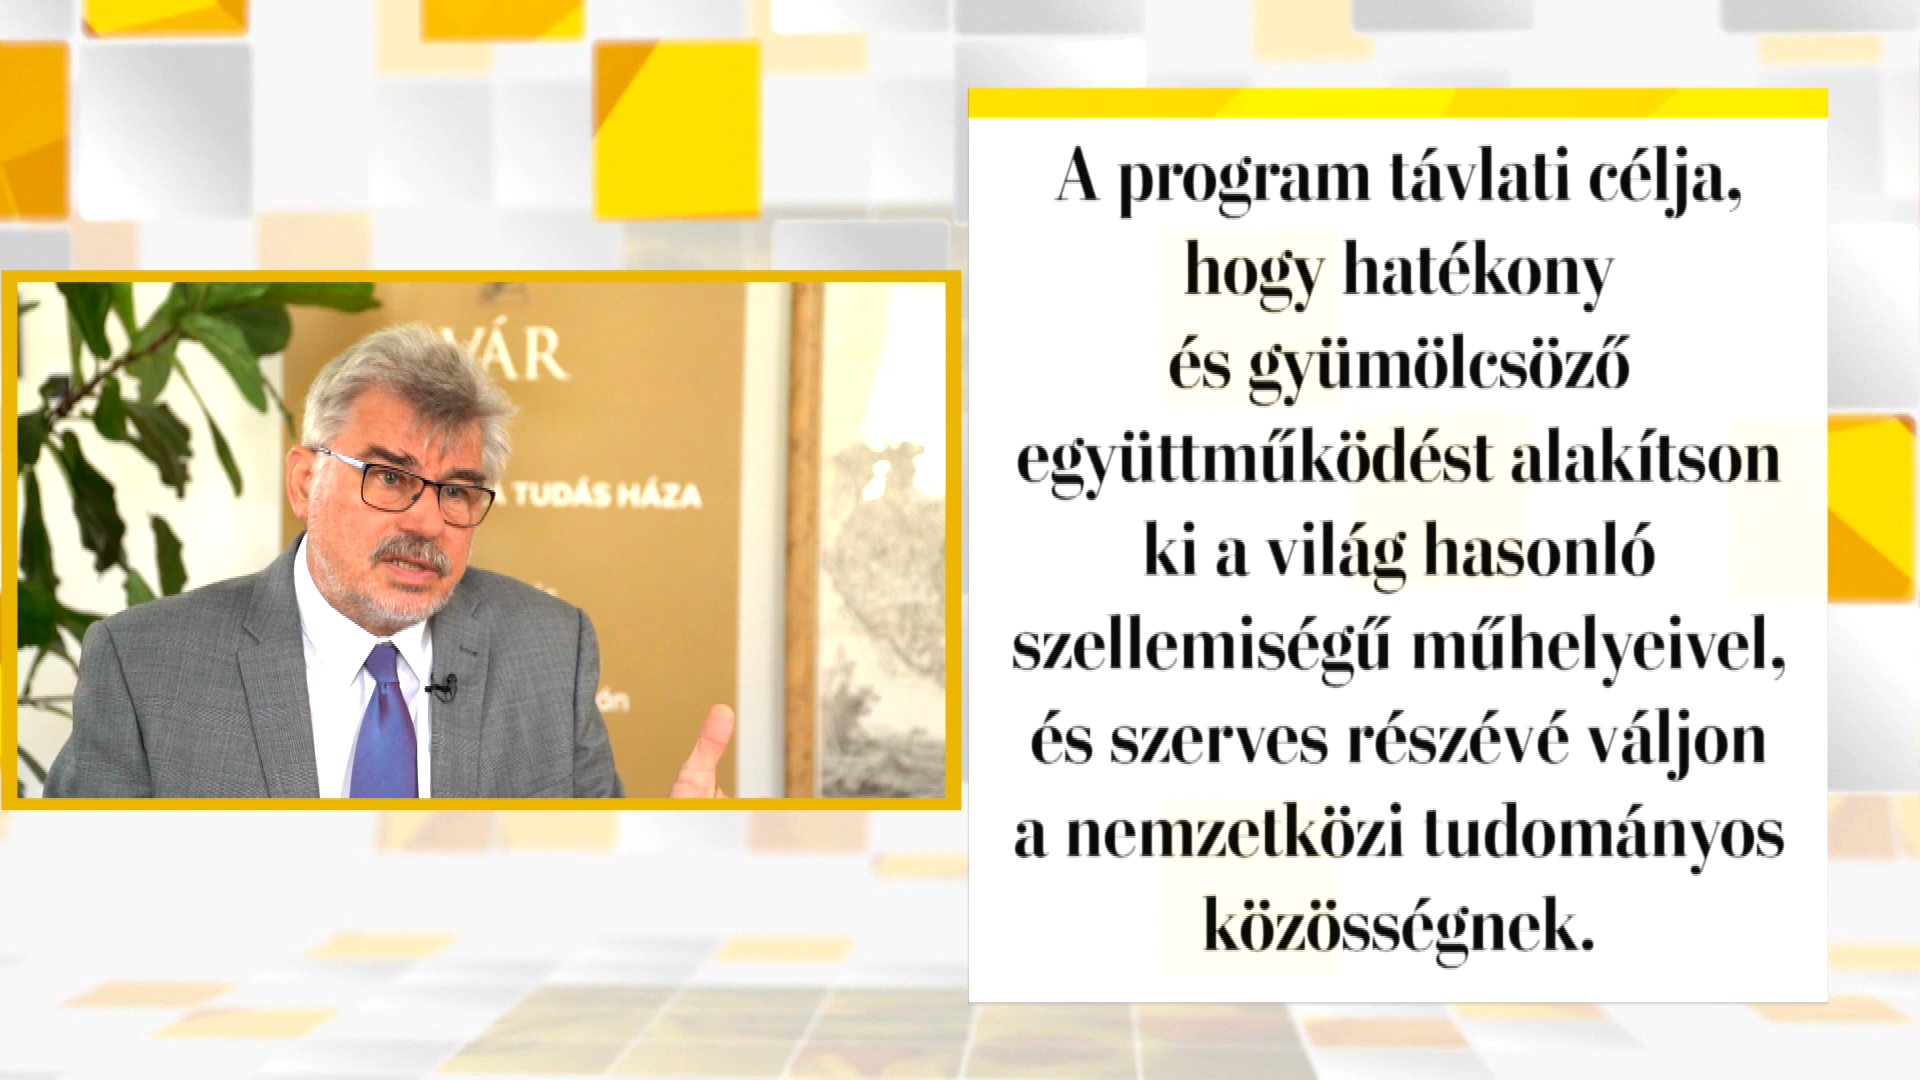 VÁR
A TUDÁS HÁZA
A program távlati célja,
hogy hatékony
és gyümölcsöző
együttműködést alakítson
ki a világ hasonló
szellemiségű műhelyeivel,
és szerves részévé váljon
a nemzetközi tudományos
közösségnek.